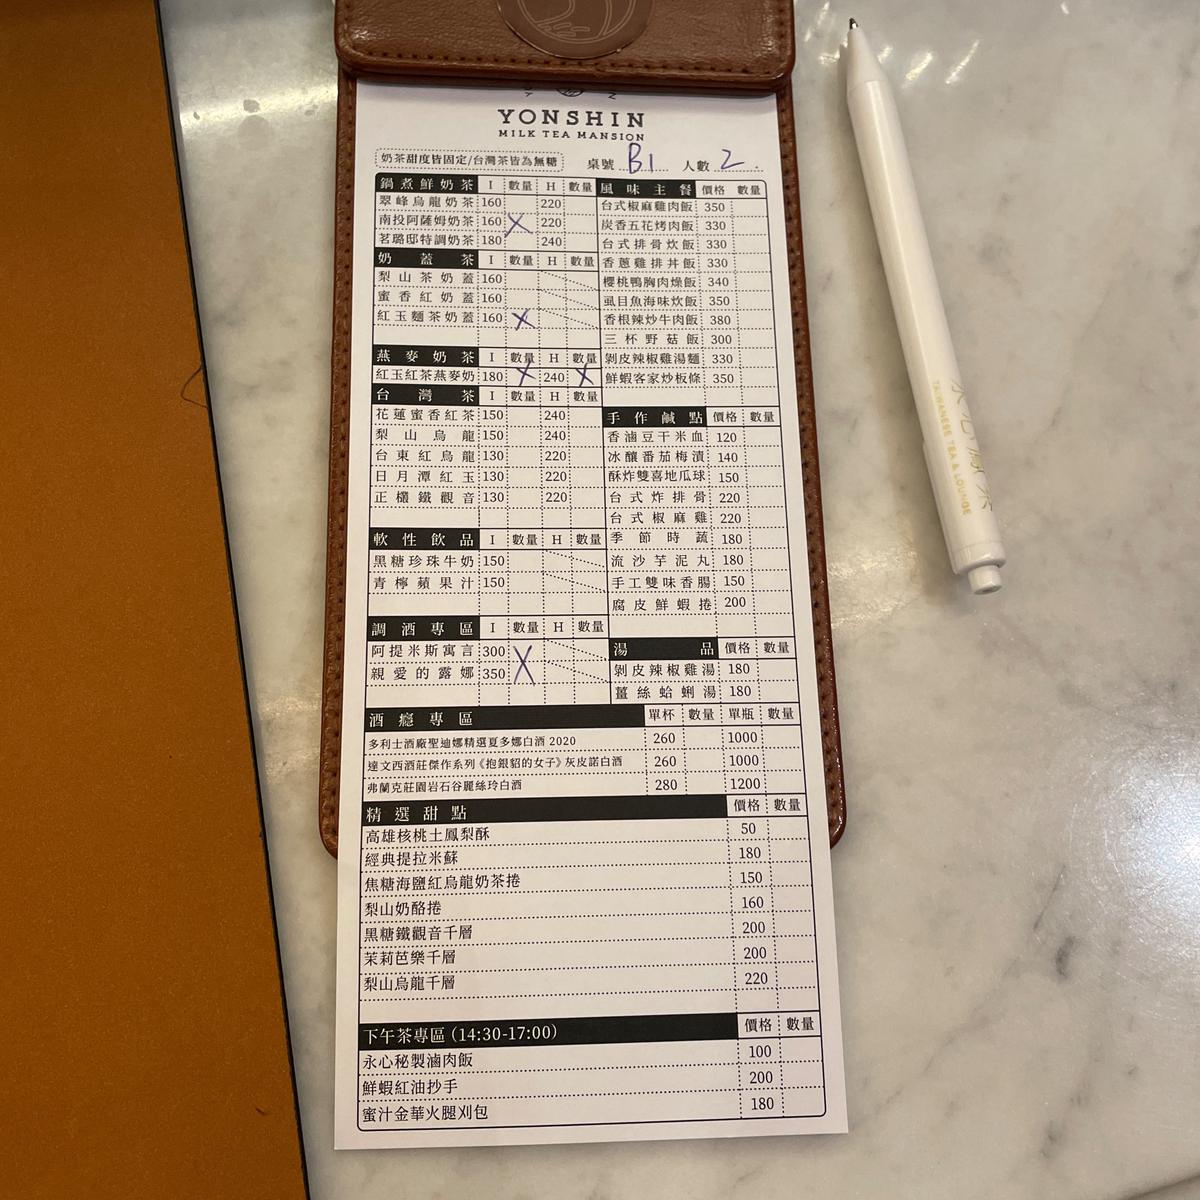 YONSHIN
MILK TEA MANSION
奶茶甜度皆固定/台灣茶皆為無糖 桌號 B1 人數 2
鍋煮鮮奶茶 I 數量 H 數量
翠峰烏龍奶茶 160 220
南投阿薩姆奶茶 160 X 220
茗璐邸特調奶茶 180 240
奶蓋茶 I 數量 H 數量
梨山茶奶蓋 160
蜜香紅奶蓋 160
紅玉麵茶奶蓋 160 X
燕麥奶茶 I 數量 H 數量
紅玉紅茶燕麥奶 180 X 240 X
台灣茶 I 數量 H 數量
花蓮蜜香紅茶 150 240
梨山烏龍 150 240
台東紅烏龍 130 220
日月潭紅玉 130 220
正欉鐵觀音 130 220
軟性飲品 I 數量 H 數量
黑糖珍珠牛奶 150
青檸蘋果汁 150
調酒專區 I 數量 H 數量
阿提米斯寓言 300 X
親愛的露娜 350
風味主餐 價格 數量
台式椒麻雞肉飯 350
炭香五花烤肉飯 330
台式排骨炊飯 330
香蔥雞排丼飯 330
櫻桃鴨胸肉燥飯 340
虱目魚海味炊飯 350
香根辣炒牛肉飯 380
三杯野菇飯 300
剝皮辣椒雞湯麵 330
鮮蝦客家炒粄條 350
手作鹹點 價格 數量
香滷豆干米血 120
冰釀番茄梅漬 140
酥炸雙喜地瓜球 150
台式炸排骨 220
台式椒麻雞 220
季節時蔬 180
流沙芋泥丸 180
手工雙味香腸 150
腐皮鮮蝦捲 200
湯品 價格 數量
剝皮辣椒雞湯 180
薑絲蛤蜊湯 180
酒癮專區 單杯 數量 單瓶 數量
多利士酒廠聖迪娜精選夏多娜白酒 2020 260 1000
達文西酒莊傑作系列《抱銀貂的女子》灰皮諾白酒 260 1000
弗蘭克莊園岩石谷麗絲玲白酒 280 1200
精選甜點 價格 數量
高雄核桃土鳳梨酥 50
經典提拉米蘇 180
焦糖海鹽紅烏龍奶茶捲 150
梨山奶酪捲 160
黑糖鐵觀音千層 200
茉莉芭樂千層 200
梨山烏龍千層 220
下午茶專區 (14:30-17:00) 價格 數量
永心秘製滷肉飯 100
鮮蝦紅油抄手 200
蜜汁金華火腿刈包 180
TAIWANESE TEA & LOUNGE